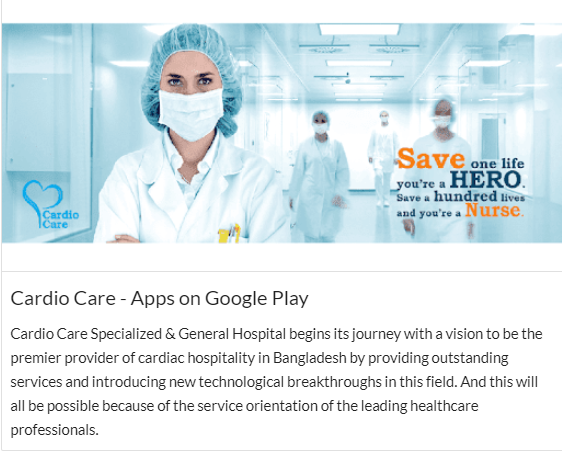 Save one life
you're a HERO.
Save a hundred lives
and you're a Nurse.
Cardio
Care
Cardio Care - Apps on Google Play
Cardio Care Specialized & General Hospital begins its journey with a vision to be the
premier provider of cardiac hospitality in Bangladesh by providing outstanding
services and introducing new technological breakthroughs in this field. And this will
all be possible because of the service orientation of the leading healthcare
professionals.